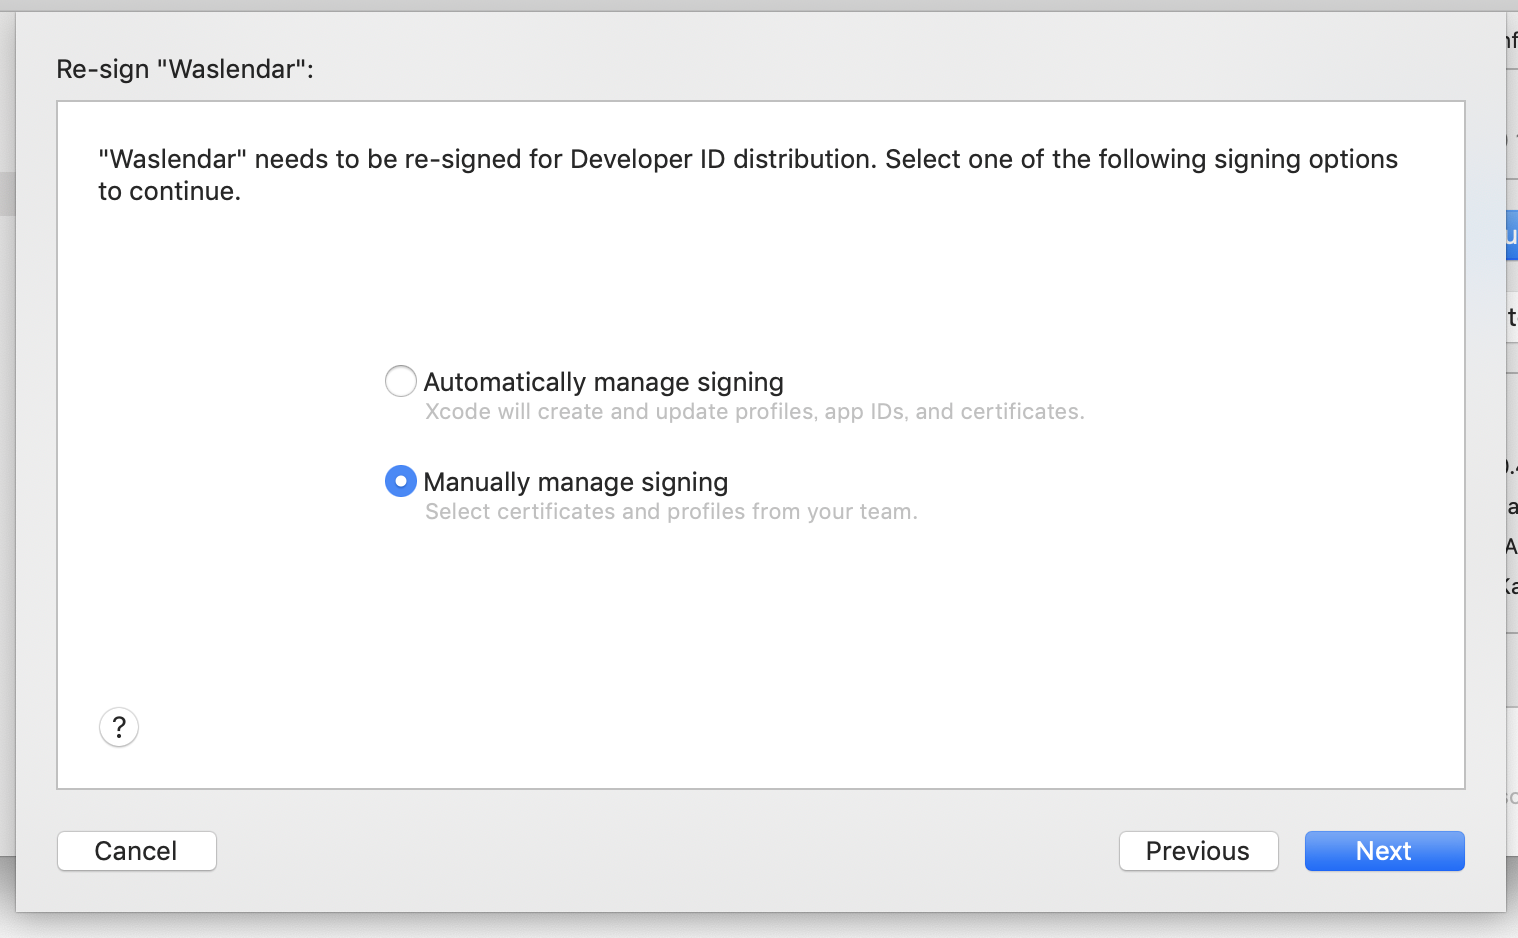 Re-sign "Waslendar":
"Waslendar" needs to be re-signed for Developer ID distribution. Select one of the following signing options
to continue.
Automatically manage signing
Xcode will create and update profiles, app IDs, and certificates.
Manually manage signing
Select certificates and profiles from your team.
?
Cancel
Previous
Next